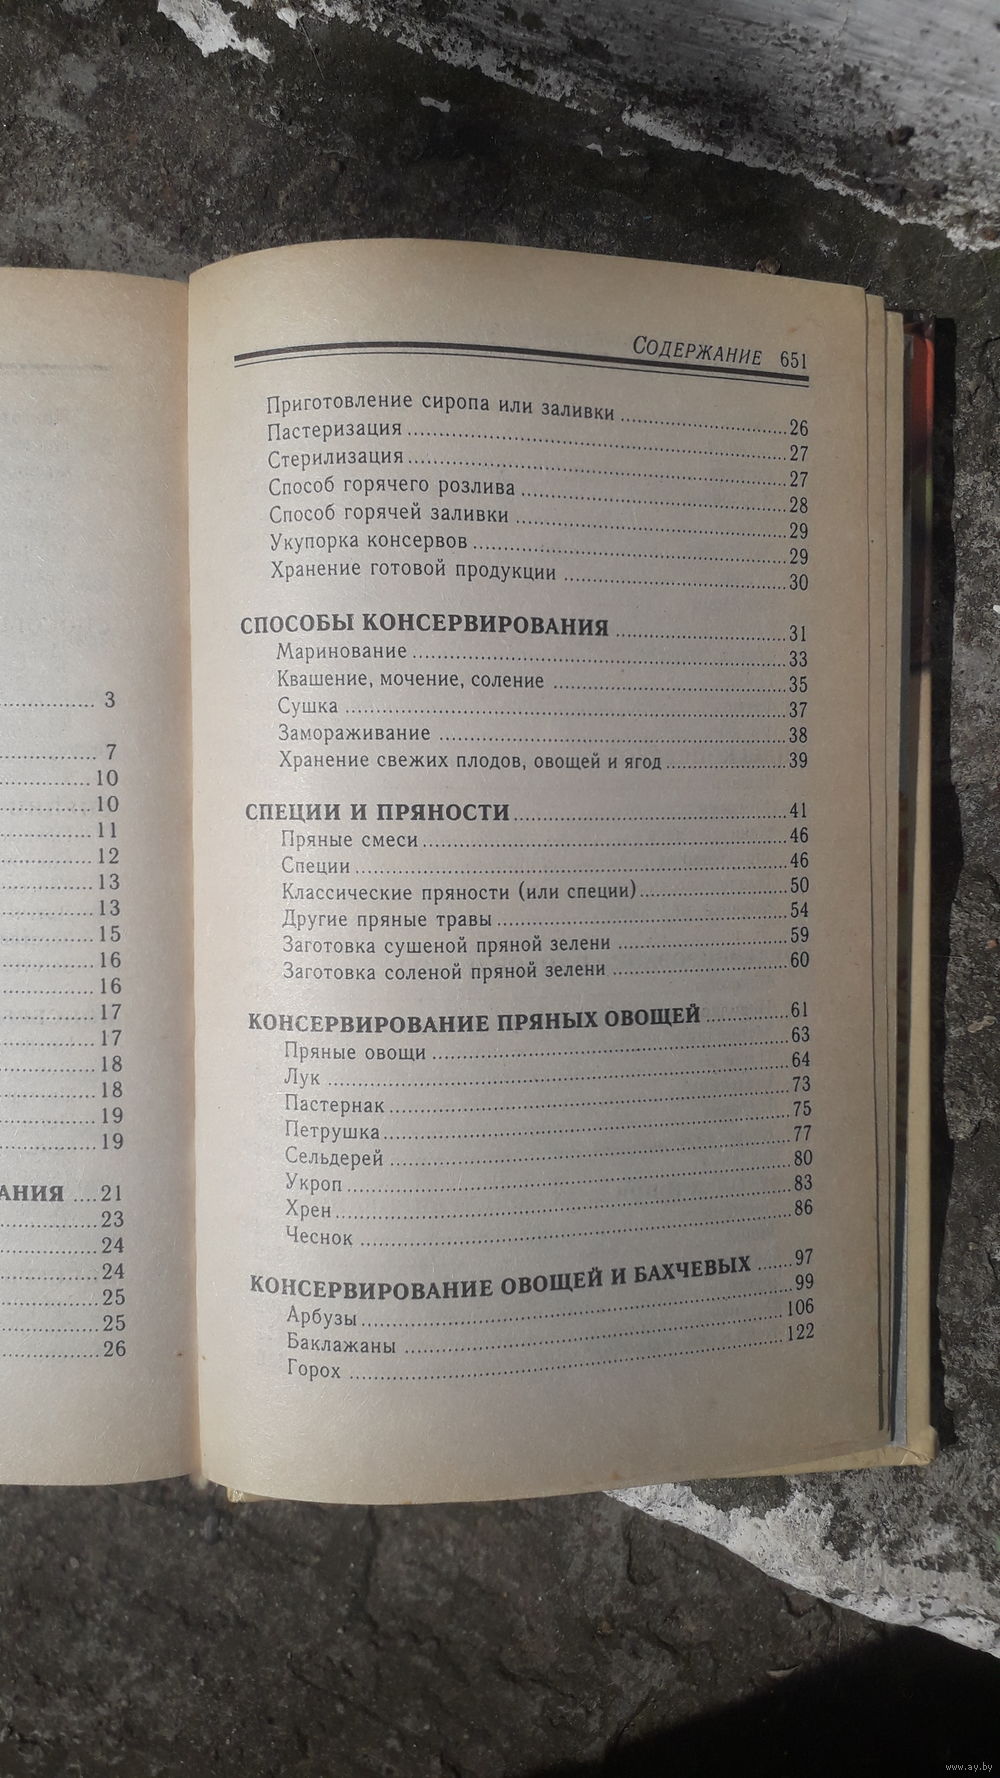 3
7
10
10
11
12
13
13
15
16
16
17
17
18
18
19
19
АНИЯ ....21
23
24
24
25
25
26
СОДЕРЖАНИЕ 651
Приготовление сиропа или заливки ..... 26
Пастеризация ..... 27
Стерилизация ..... 27
Способ горячего розлива ..... 28
Способ горячей заливки ..... 29
Укупорка консервов ..... 29
Хранение готовой продукции ..... 30
СПОСОБЫ КОНСЕРВИРОВАНИЯ ..... 31
Маринование ..... 33
Квашение, мочение, соление ..... 35
Сушка ..... 37
Замораживание ..... 38
Хранение свежих плодов, овощей и ягод ..... 39
СПЕЦИИ И ПРЯНОСТИ ..... 41
Пряные смеси ..... 46
Специи ..... 46
Классические пряности (или специи) ..... 50
Другие пряные травы ..... 54
Заготовка сушеной пряной зелени ..... 59
Заготовка соленой пряной зелени ..... 60
КОНСЕРВИРОВАНИЕ ПРЯНЫХ ОВОЩЕЙ ..... 61
Пряные овощи ..... 63
Лук ..... 64
Пастернак ..... 73
Петрушка ..... 75
Сельдерей ..... 77
Укроп ..... 80
Хрен ..... 83
Чеснок ..... 86
КОНСЕРВИРОВАНИЕ ОВОЩЕЙ И БАХЧЕВЫХ ..... 97
Арбузы ..... 99
Баклажаны ..... 106
Горох ..... 122
www.ay.by